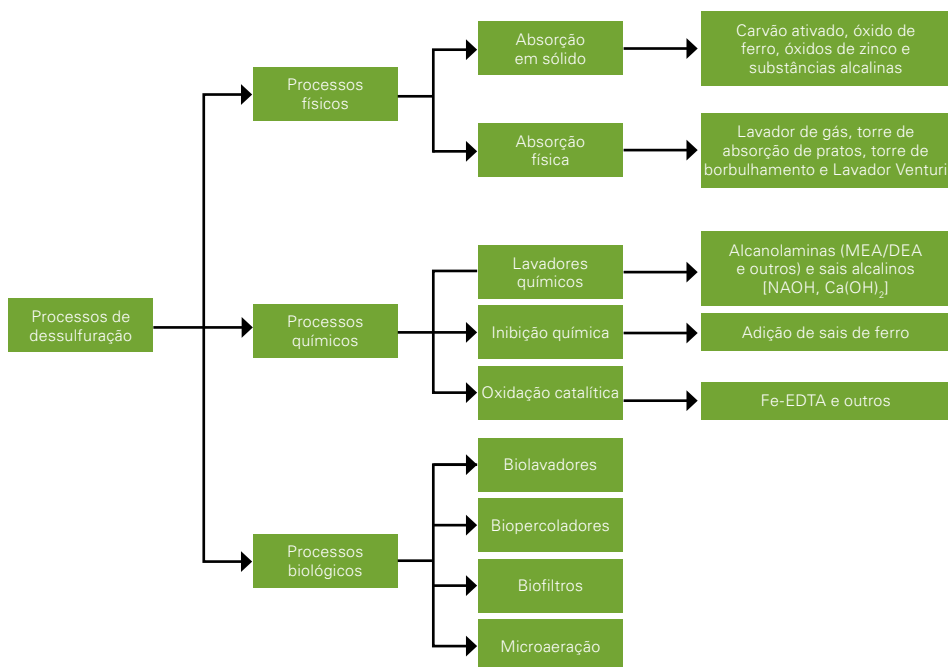 Processos de
dessulfuração
Processos
físicos
Absorção
em sólido
Carvão ativado, óxido de
ferro, óxidos de zinco e
substâncias alcalinas
Absorção
física
Lavador de gás, torre de
absorção de pratos, torre de
borbulhamento e Lavador Venturi
Processos
químicos
Lavadores
químicos
Alcanolaminas (MEA/DEA
e outros) e sais alcalinos
[NAOH, Ca(OH)₂]
Inibição química
Adição de sais de ferro
Oxidação catalítica
Fe-EDTA e outros
Processos
biológicos
Biolavadores
Biopercoladores
Biofiltros
Microaeração